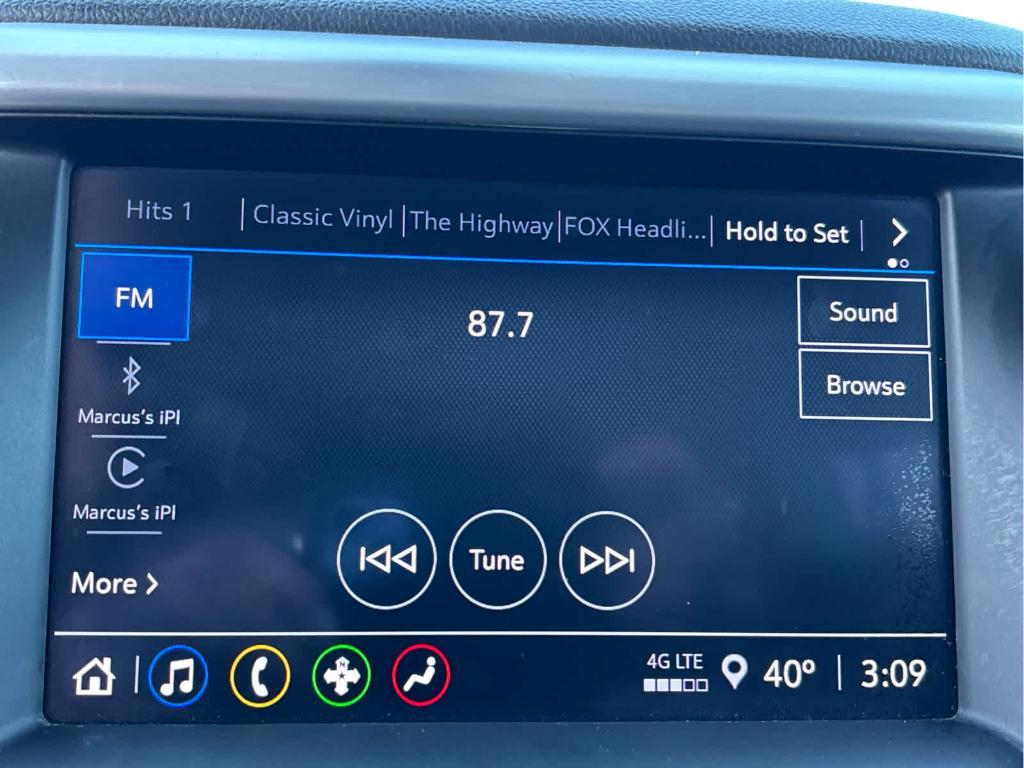 Hits 1 Classic Vinyl The Highway FOX Headli... Hold to Set
FM
87.7
Sound
Browse
Marcus's iPl
Marcus's iPl
Tune
More
4G LTE
40° 3:09